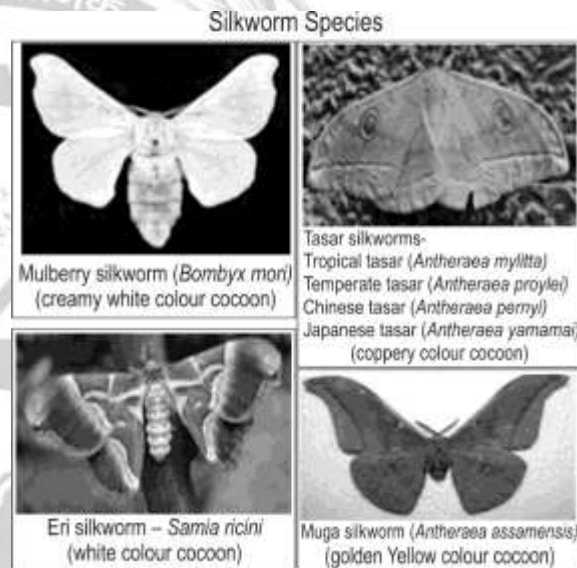 Silkworm Species
Mulberry silkworm (Bombyx mori)
(creamy white colour cocoon)
Tasar silkworms-
Tropical tasar (Antheraea mylitta)
Temperate tasar (Antheraea proylei)
Chinese tasar (Antheraea pernyi)
Japanese tasar (Antheraea yamamai)
(coppery colour cocoon)
Eri silkworm – Samia ricini
(white colour cocoon)
Muga silkworm (Antheraea assamensis)
(golden Yellow colour cocoon)